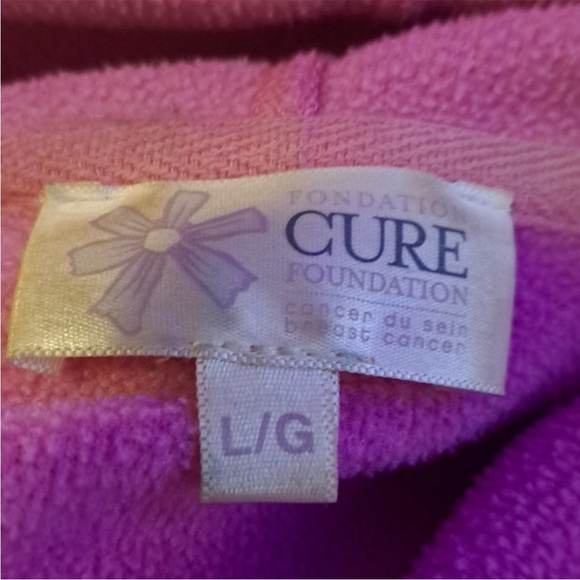 FONDATION
CURE
FOUNDATION
cancer du sein
breast cancer
L/G